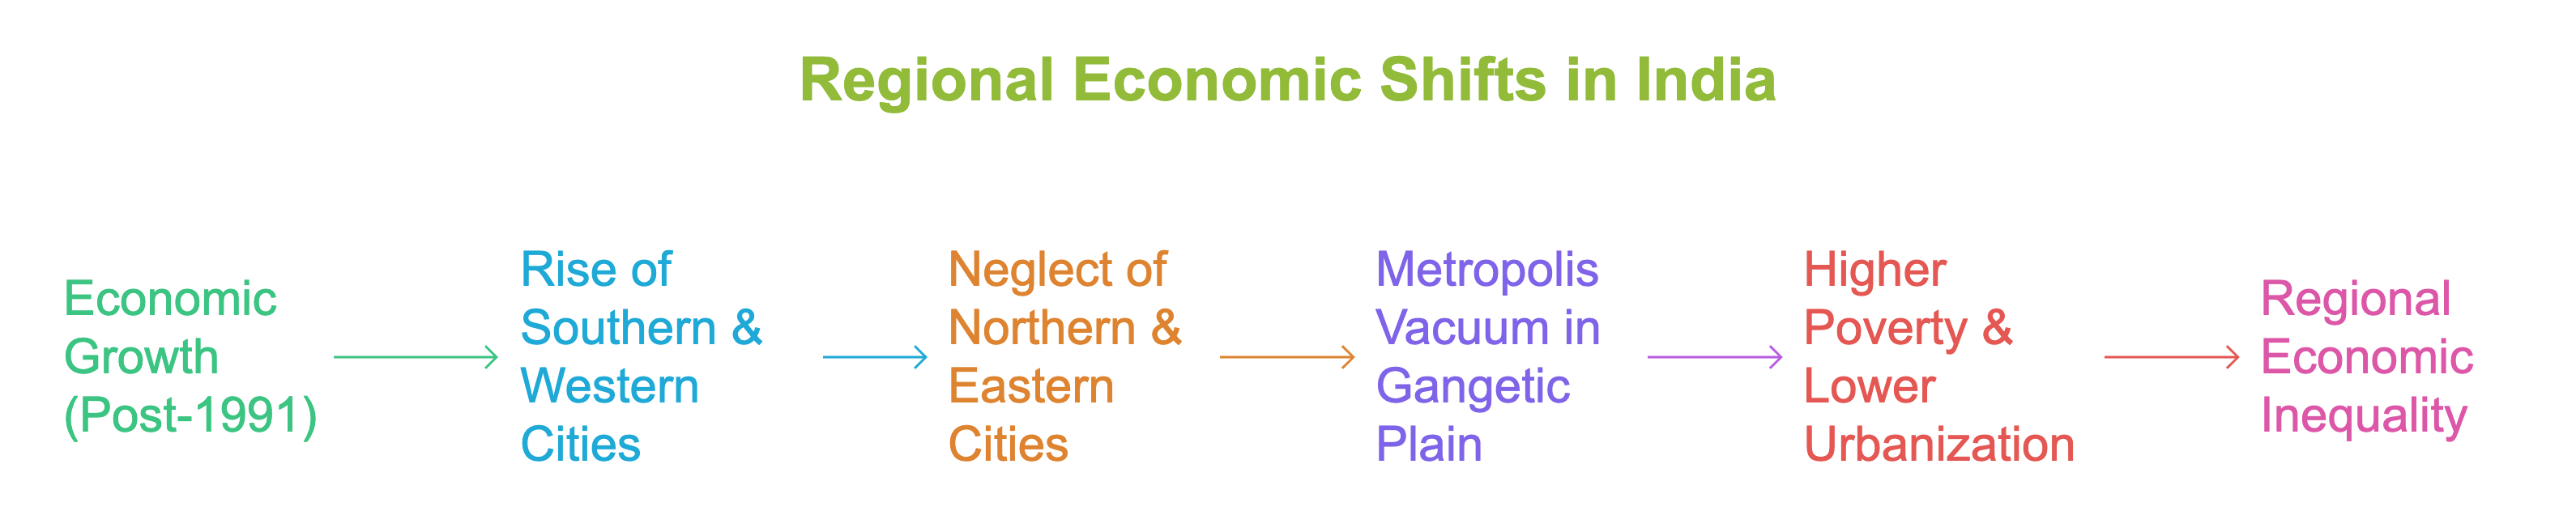 Regional Economic Shifts in India
Economic
Growth
(Post-1991)
Rise of
Southern &
Western
Cities
Neglect of
Northern &
Eastern
Cities
Metropolis
Vacuum in
Gangetic
Plain
Higher
Poverty &
Lower
Urbanization
Regional
Economic
Inequality